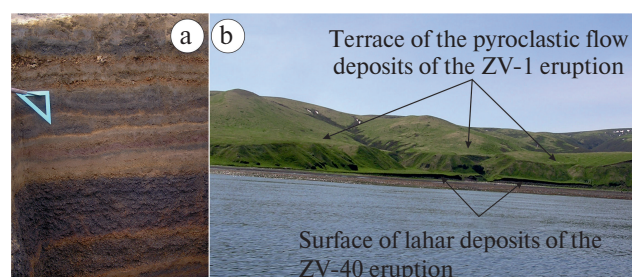 a
b
Terrace of the pyroclastic flow
deposits of the ZV-1 eruption
Surface of lahar deposits of the
ZV-40 eruption